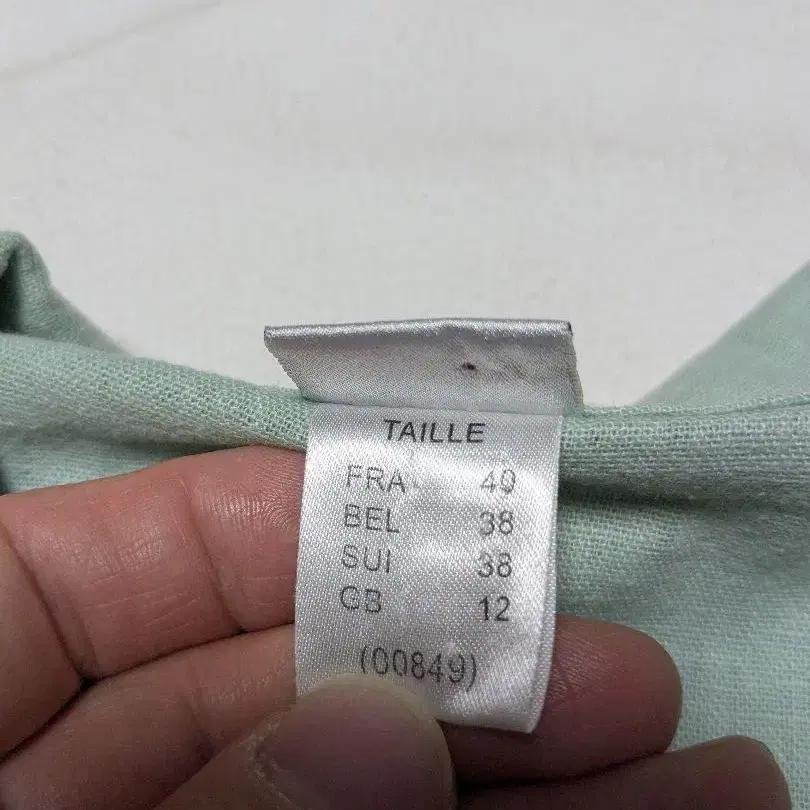 TAILLE
FRA 40
BEL 38
SUI 38
GB 12
(00849)